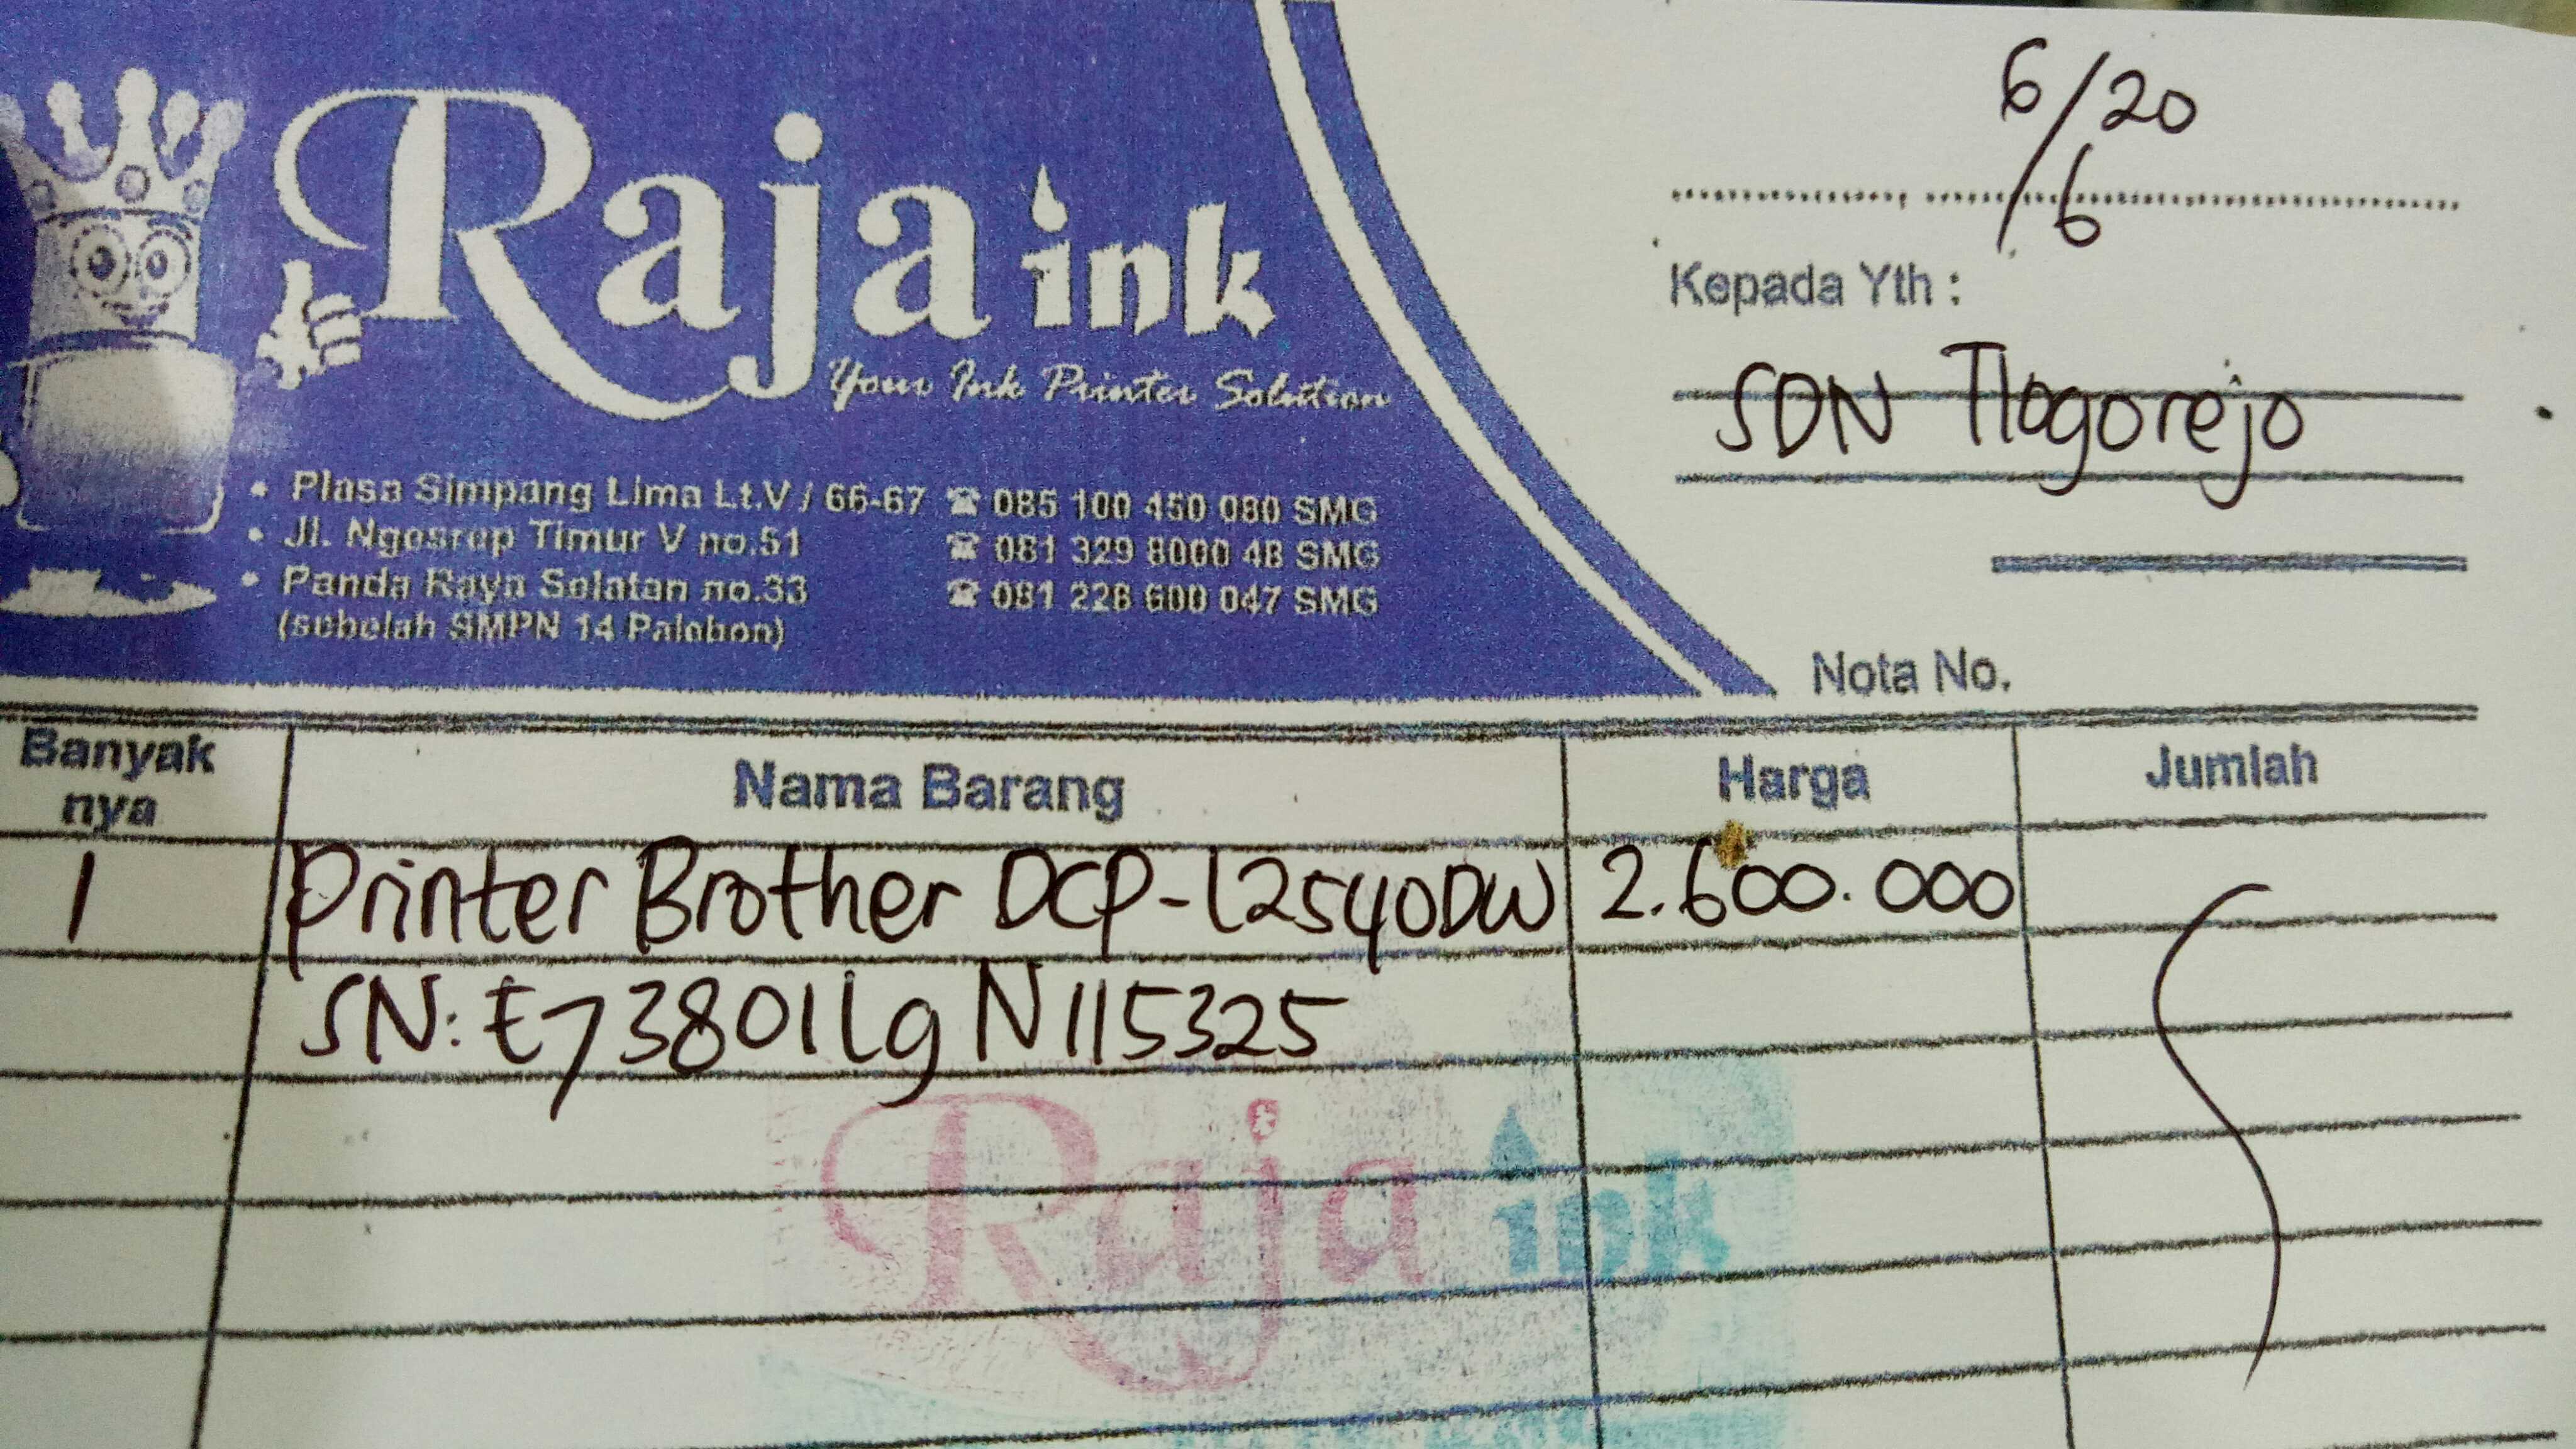 Raja ink
Your Ink Printer Solution
• Plasa Simpang Lima Lt.V / 66-67 ☎ 085 100 450 080 SMG
• Jl. Ngesrep Timur V no.51 ☎ 081 329 8000 48 SMG
• Panda Raya Selatan no.33 ☎ 081 228 600 047 SMG
(sebelah SMPN 14 Palebon)
6/6 20
Kepada Yth :
SDN Tlogorejo
Nota No.
Banyak
nya
Nama Barang
Harga
Jumlah
1 Printer Brother DCP-L2540DW 2.600.000
SN: E73801L9N115325
Raja ink